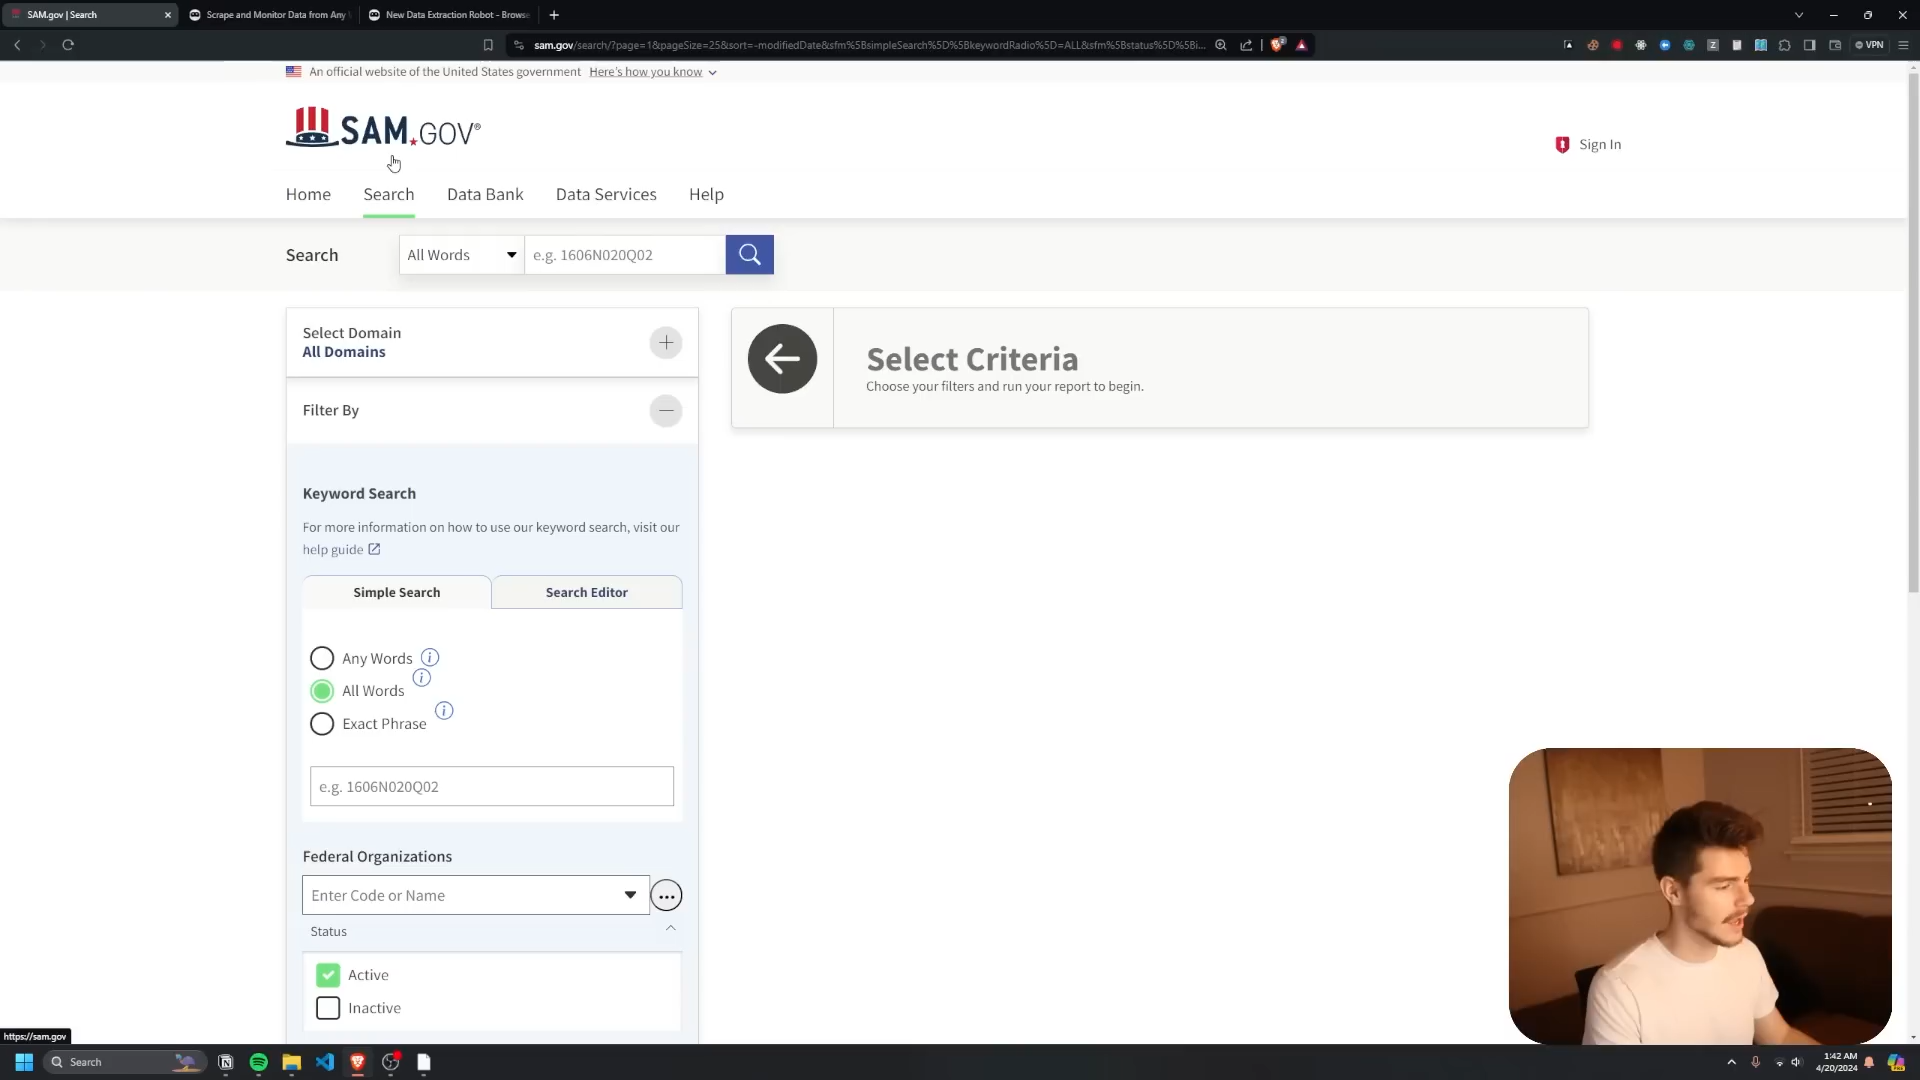 SAM.gov | Search
Scrape and Monitor Data from Any
New Data Extraction Robot - Browse
sam.gov/search/?page=1&pageSize=25&sort=-modifiedDate&sfm%5BsimpleSearch%5D%5BkeywordRadio%5D=ALL&sfm%5Bstatus%5D%5Bi...
VPN
An official website of the United States government Here's how you know
SAM.GOV®
Sign In
Home Search Data Bank Data Services Help
Search All Words e.g. 1606N020Q02
Select Domain
All Domains
Select Criteria
Choose your filters and run your report to begin.
Filter By
Keyword Search
For more information on how to use our keyword search, visit our
help guide
Simple Search Search Editor
Any Words
All Words
Exact Phrase
e.g. 1606N020Q02
Federal Organizations
Enter Code or Name
Status
Active
Inactive
https://sam.gov
Search
1:42 AM
4/20/2024